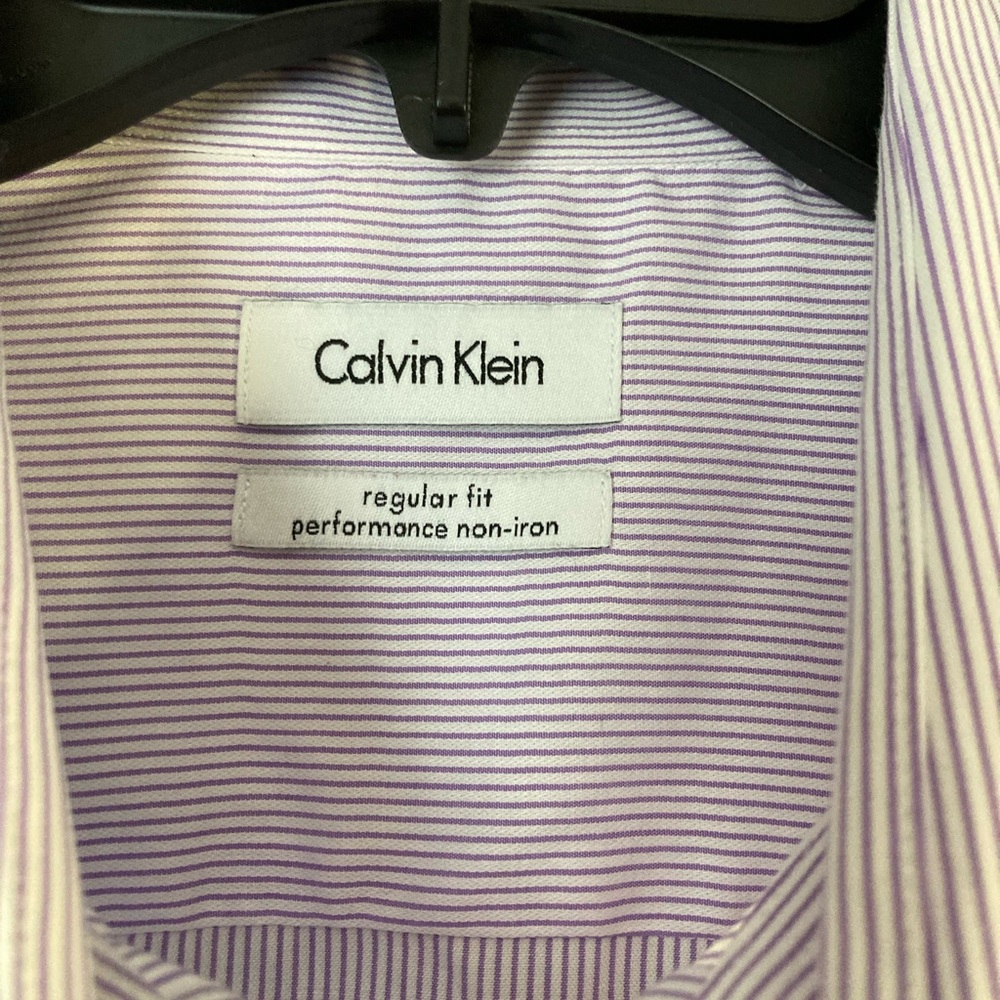 Calvin Klein
regular fit
performance non-iron